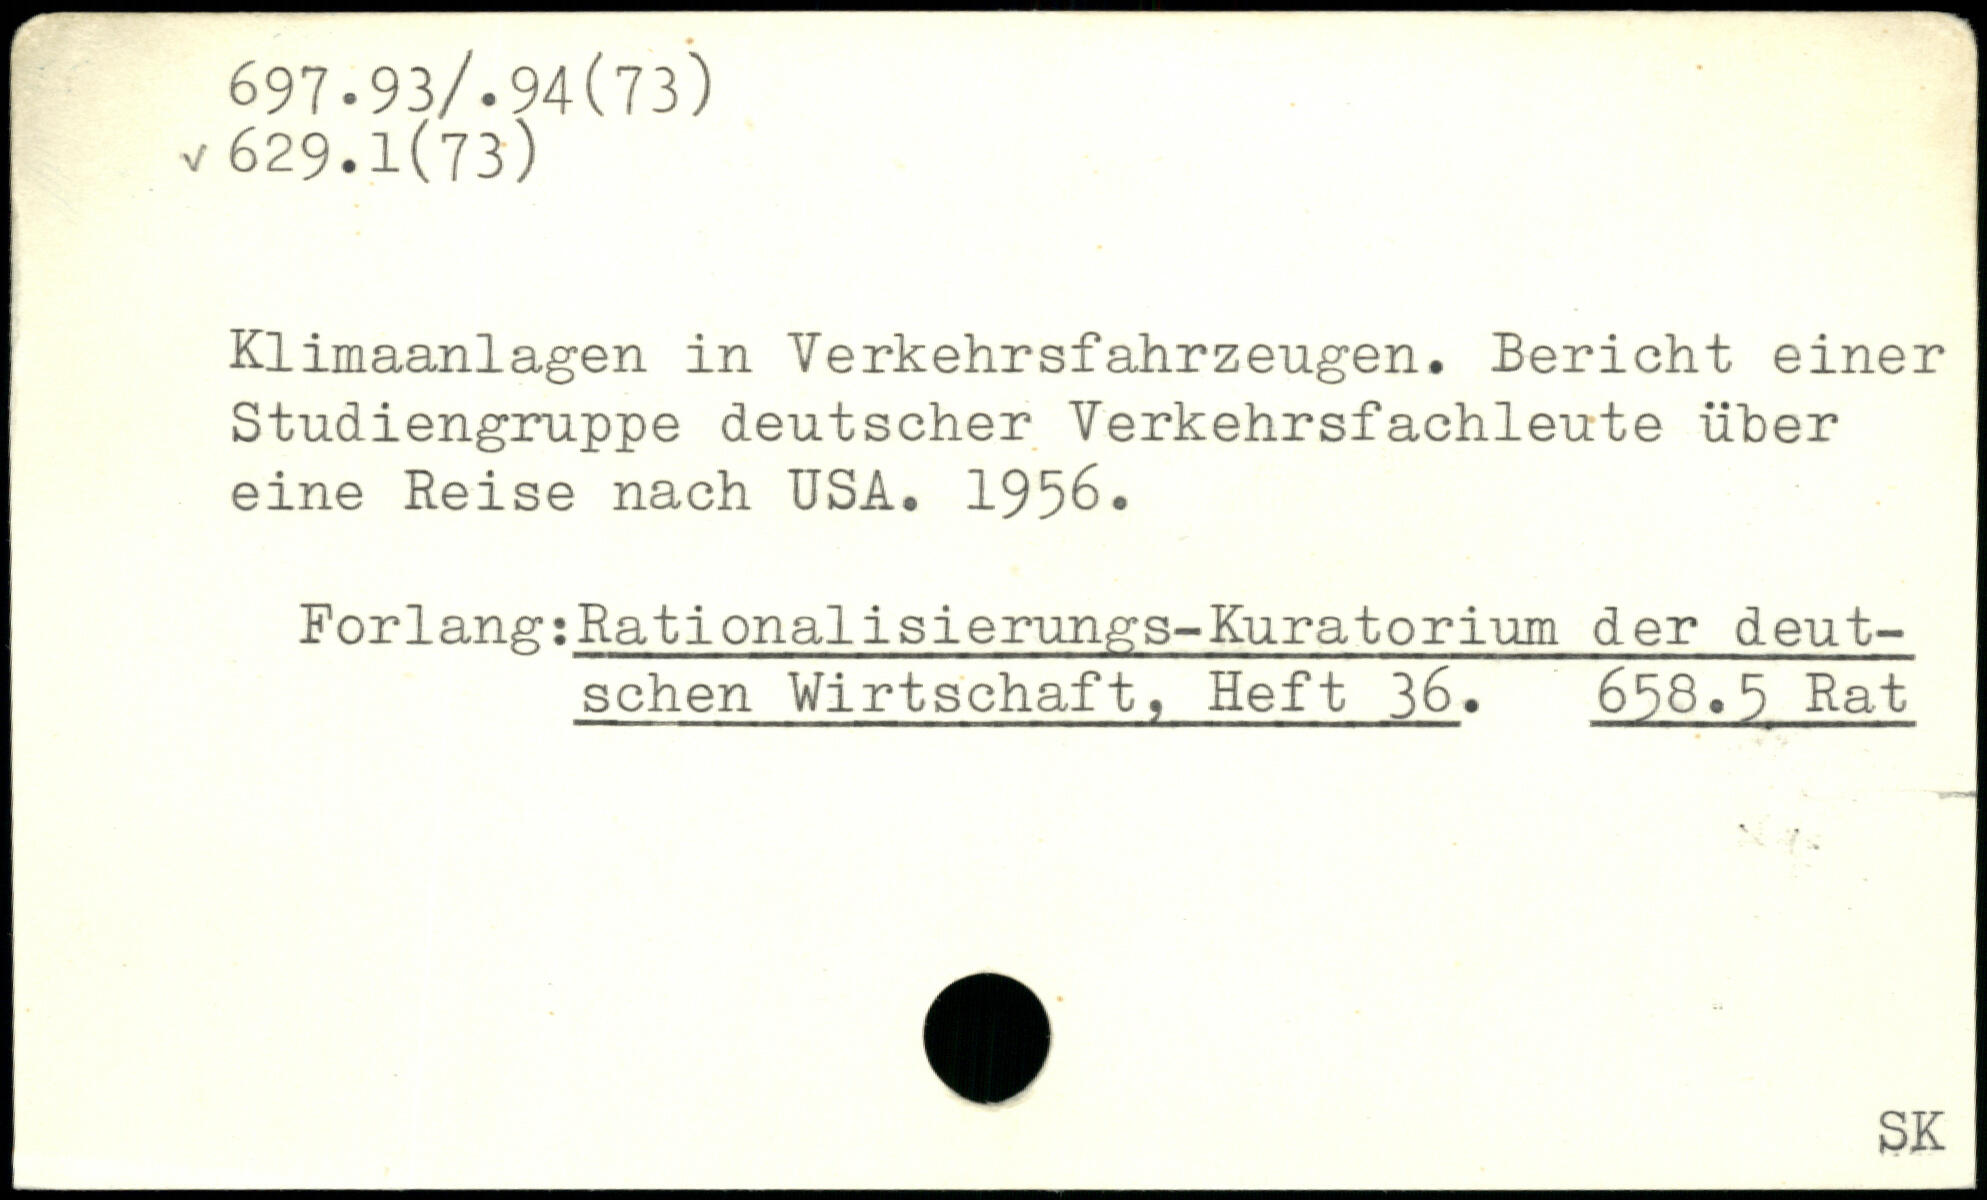 697.93/.94(73)
✓ 629.1(73)
Klimaanlagen in Verkehrsfahrzeugen. Bericht einer
Studiengruppe deutscher Verkehrsfachleute über
eine Reise nach USA. 1956.
Forlang:Rationalisierungs-Kuratorium der deut-
schen Wirtschaft, Heft 36. 658.5 Rat
SK